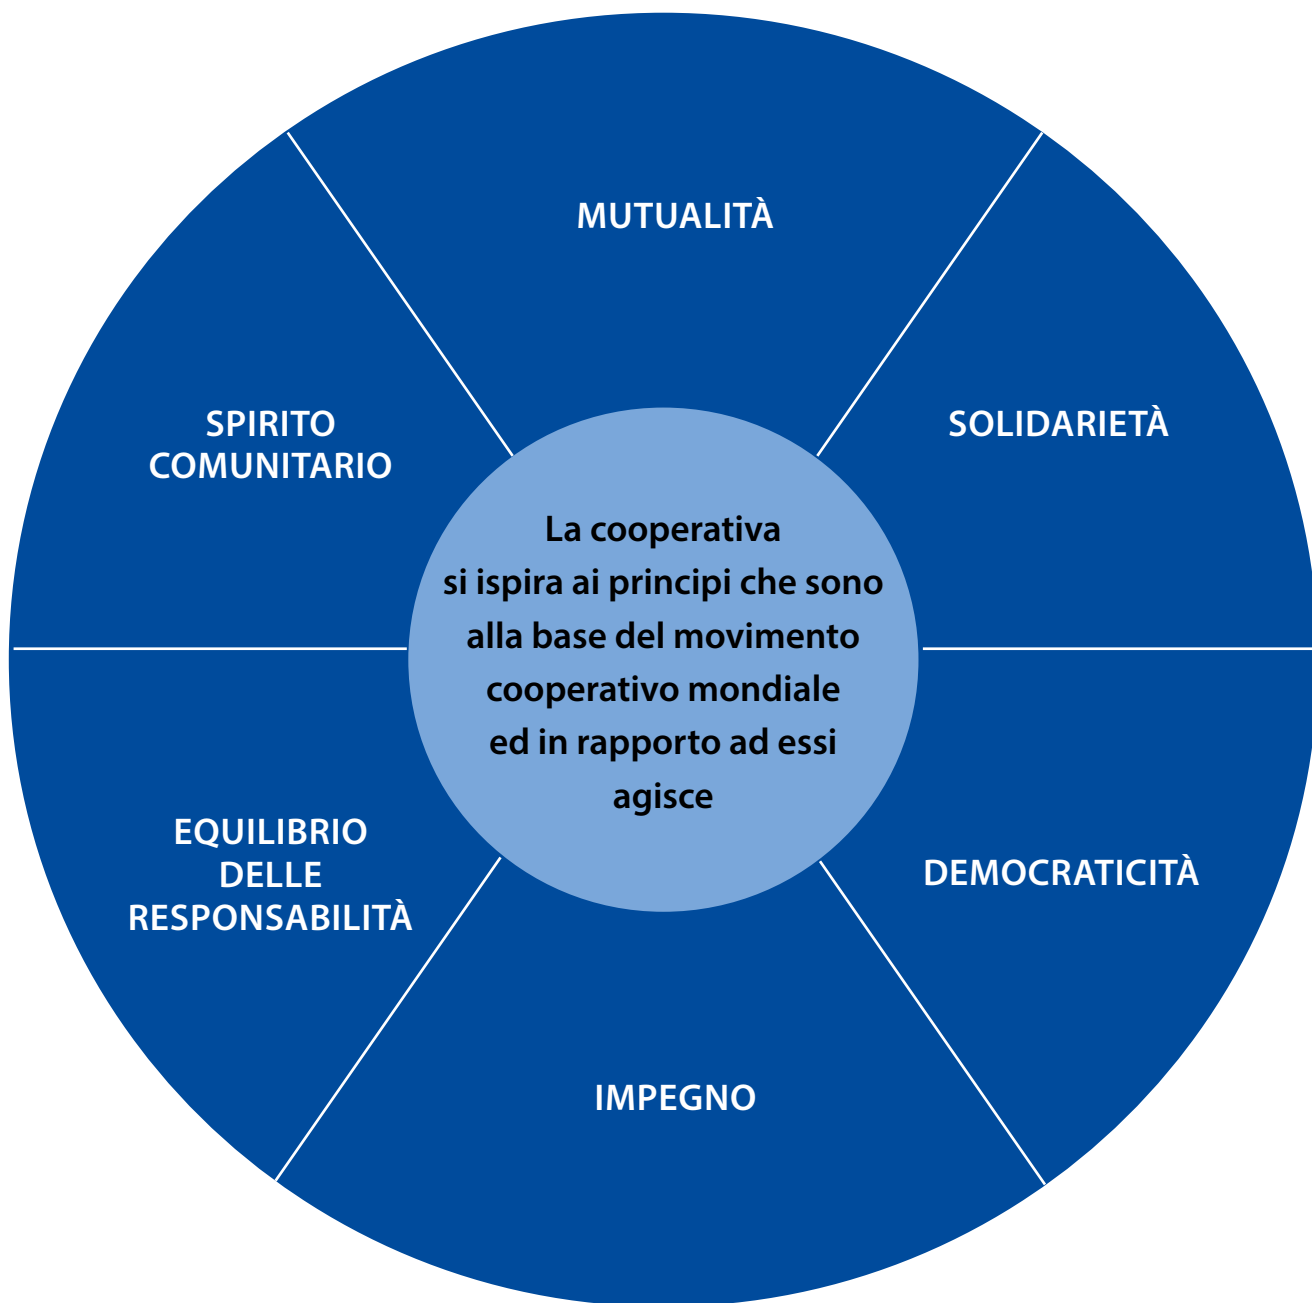 MUTUALITÀ
SOLIDARIETÀ
SPIRITO
COMUNITARIO
La cooperativa
si ispira ai principi che sono
alla base del movimento
cooperativo mondiale
ed in rapporto ad essi
agisce
EQUILIBRIO
DELLE
RESPONSABILITÀ
DEMOCRATICITÀ
IMPEGNO